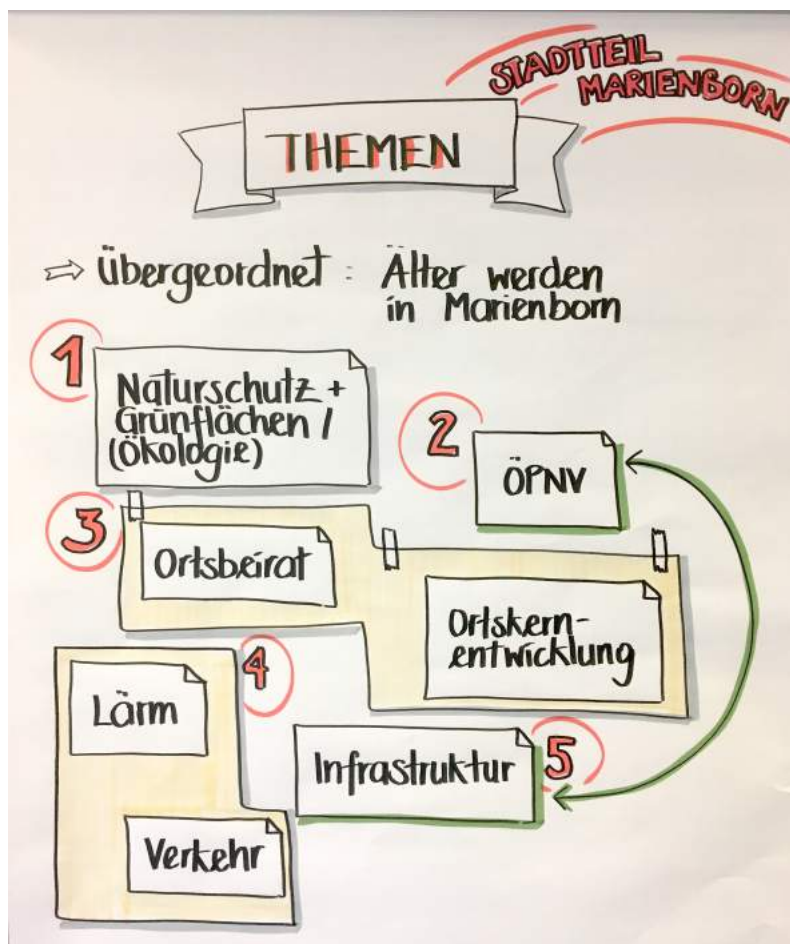 STADTTEIL
MARIENBORN
THEMEN
⇨ Übergeordnet : Älter werden
in Marienborn
1
Naturschutz +
Grünflächen /
(Ökologie)
2
ÖPNV
3
Ortsbeirat
Ortskern-
entwicklung
4
Lärm
Verkehr
Infrastruktur
5